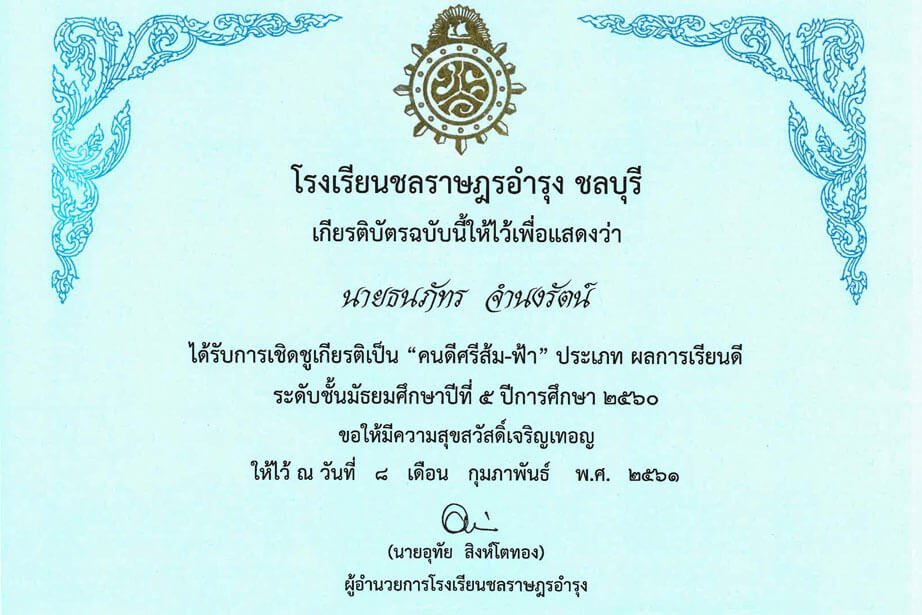 โรงเรียนชลราษฎรอำรุง ชลบุรี
เกียรติบัตรฉบับนี้ให้ไว้เพื่อแสดงว่า
นายธนภัทร จำนงรัตน์
ได้รับการเชิดชูเกียรติเป็น “คนดีศรีส้ม-ฟ้า” ประเภท ผลการเรียนดี
ระดับชั้นมัธยมศึกษาปีที่ ๕ ปีการศึกษา ๒๕๖๐
ขอให้มีความสุขสวัสดิ์เจริญเทอญ
ให้ไว้ ณ วันที่ ๘ เดือน กุมภาพันธ์ พ.ศ. ๒๕๖๑
(นายอุทัย สิงห์โตทอง)
ผู้อำนวยการโรงเรียนชลราษฎรอำรุง